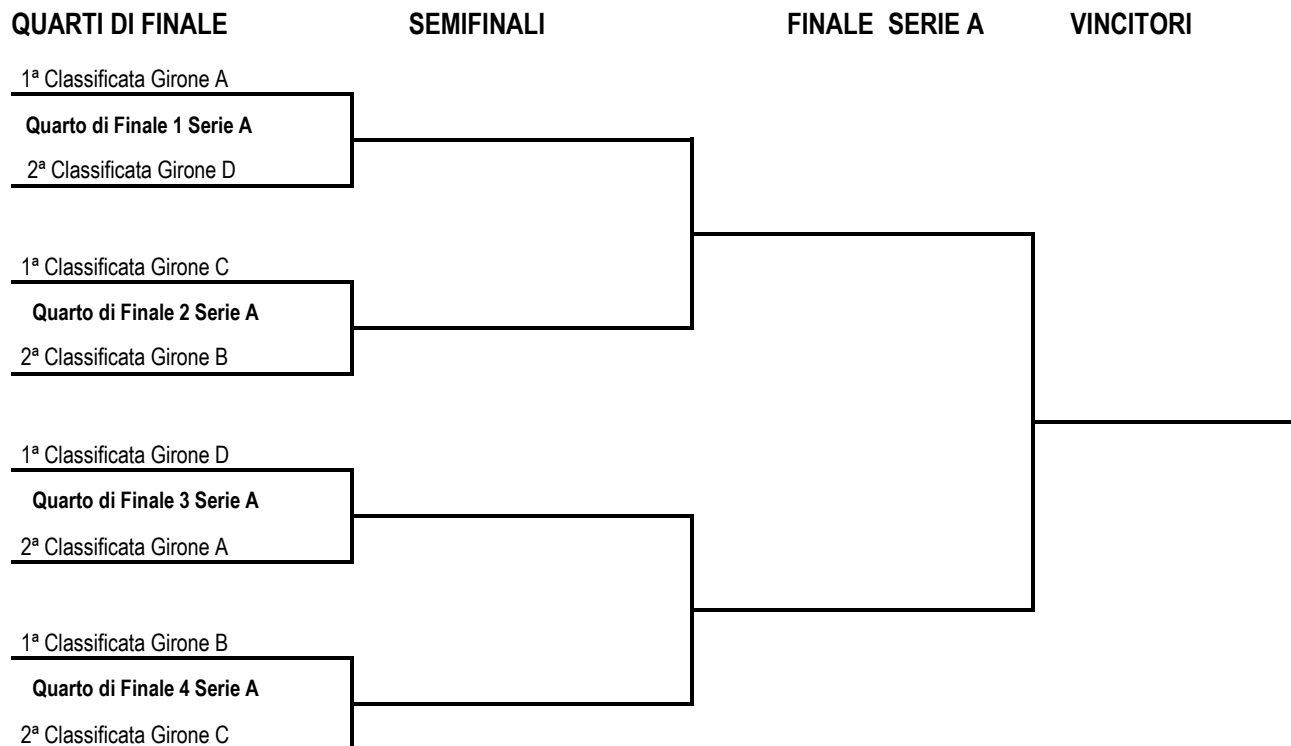 QUARTI DI FINALE SEMIFINALI FINALE SERIE A VINCITORI
1ª Classificata Girone A
Quarto di Finale 1 Serie A
2ª Classificata Girone D
1ª Classificata Girone C
Quarto di Finale 2 Serie A
2ª Classificata Girone B
1ª Classificata Girone D
Quarto di Finale 3 Serie A
2ª Classificata Girone A
1ª Classificata Girone B
Quarto di Finale 4 Serie A
2ª Classificata Girone C